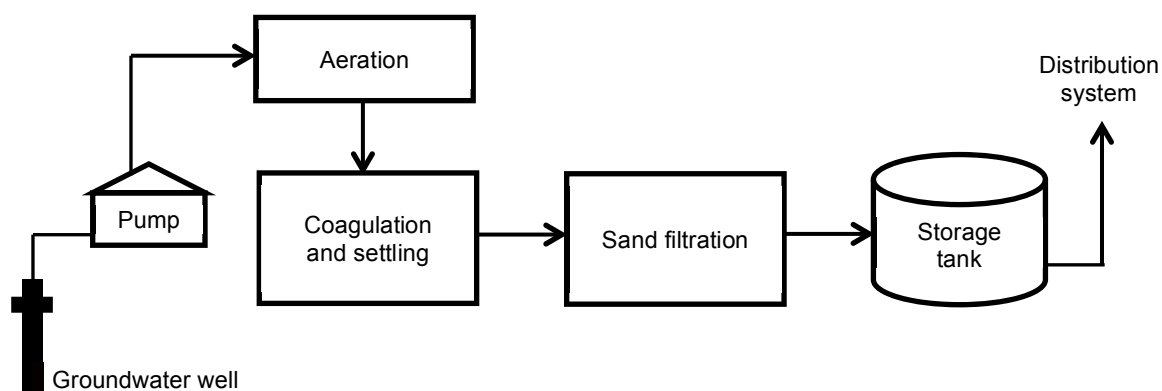 Aeration
Distribution
system
Pump
Coagulation
and settling
Sand filtration
Storage
tank
Groundwater well